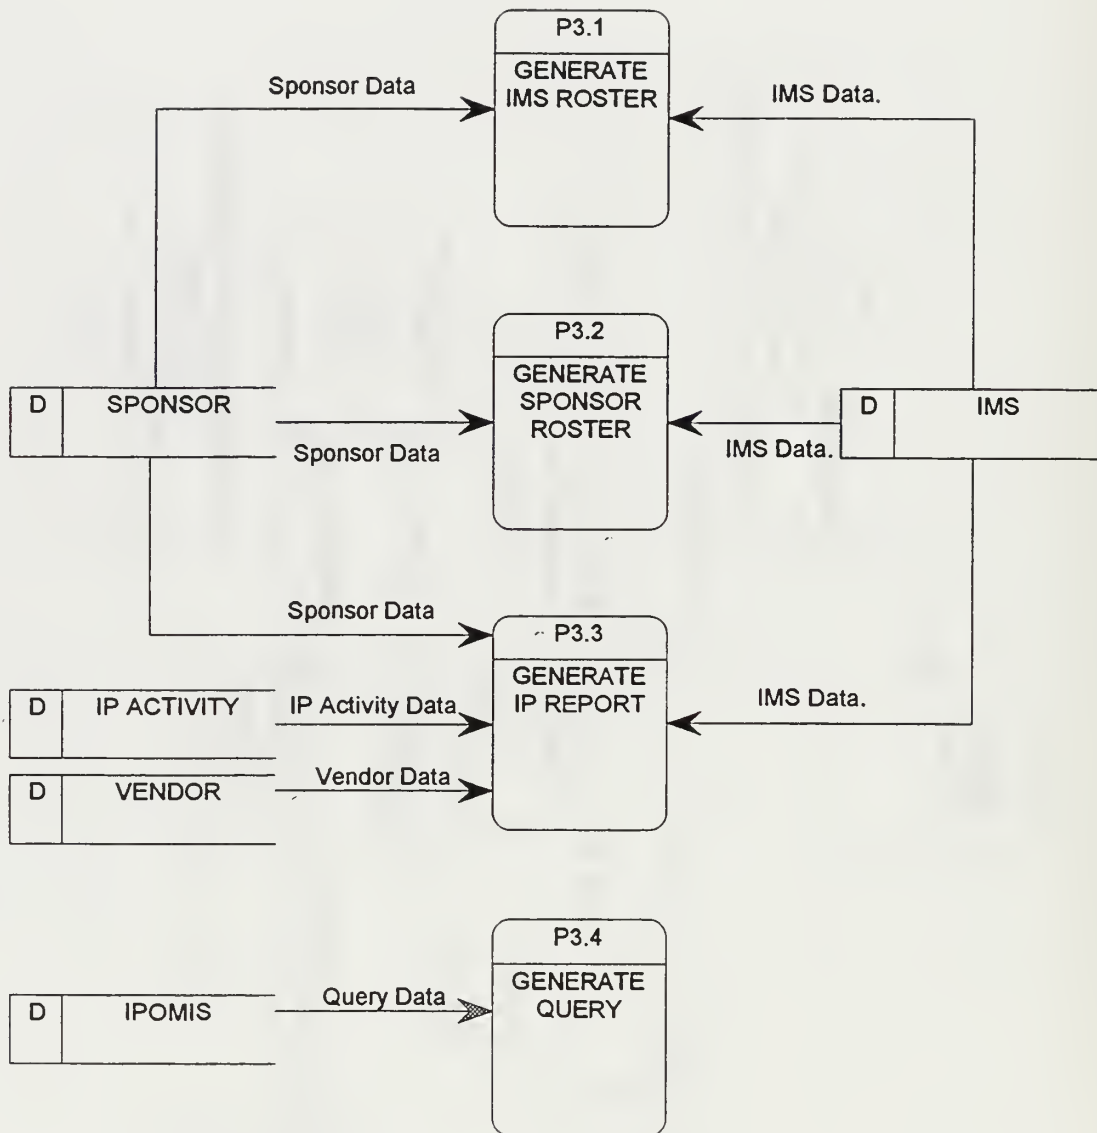 P3.1
GENERATE
IMS ROSTER
Sponsor Data
IMS Data.
P3.2
GENERATE
SPONSOR
ROSTER
D
SPONSOR
Sponsor Data
IMS Data.
D
IMS
Sponsor Data
P3.3
GENERATE
IP REPORT
D
IP ACTIVITY
IP Activity Data
IMS Data.
D
VENDOR
Vendor Data
P3.4
GENERATE
QUERY
D
IPOMIS
Query Data